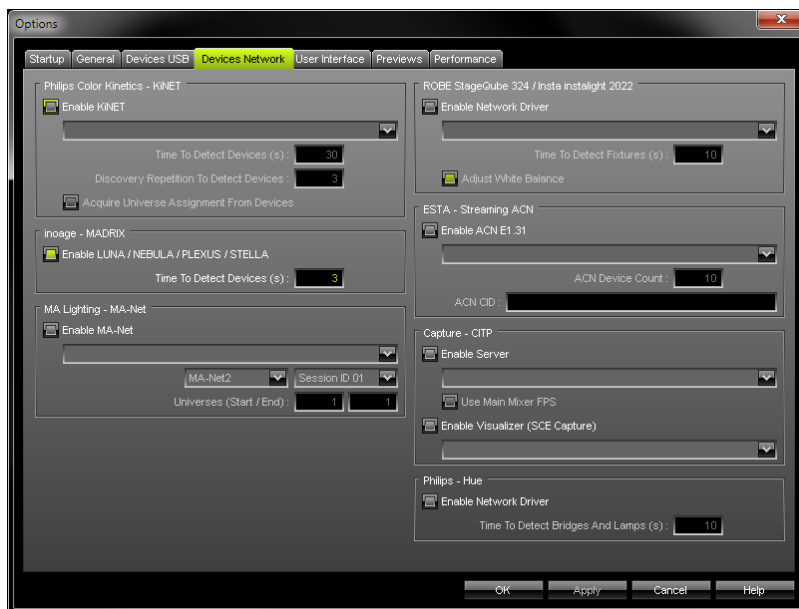 Options
Startup General Devices USB Devices Network User Interface Previews Performance
Philips Color Kinetics - KiNET
Enable KiNET
Time To Detect Devices (s) : 30
Discovery Repetition To Detect Devices : 3
Acquire Universe Assignment From Devices
inoage - MADRIX
Enable LUNA / NEBULA / PLEXUS / STELLA
Time To Detect Devices (s) : 3
MA Lighting - MA-Net
Enable MA-Net
MA-Net2 Session ID 01
Universes (Start / End) : 1 1
ROBE StageQube 324 / Insta instalight 2022
Enable Network Driver
Time To Detect Fixtures (s) : 10
Adjust White Balance
ESTA - Streaming ACN
Enable ACN E1.31
ACN Device Count : 10
ACN CID :
Capture - CITP
Enable Server
Use Main Mixer FPS
Enable Visualizer (SCE Capture)
Philips - Hue
Enable Network Driver
Time To Detect Bridges And Lamps (s) : 10
OK Apply Cancel Help